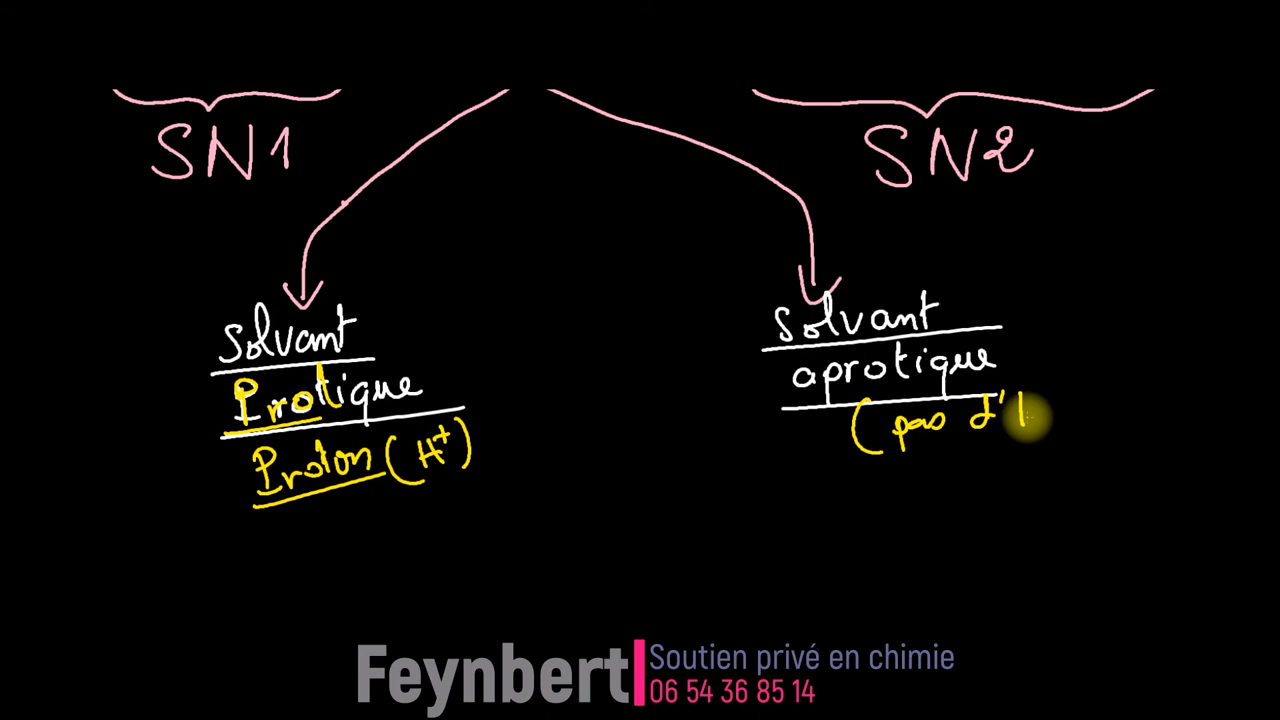 SN1
SN2
Solvant
Protique
Proton (H+)
Solvant
aprotique
(pas d'
Feynbert
Soutien privé en chimie
06 54 36 85 14